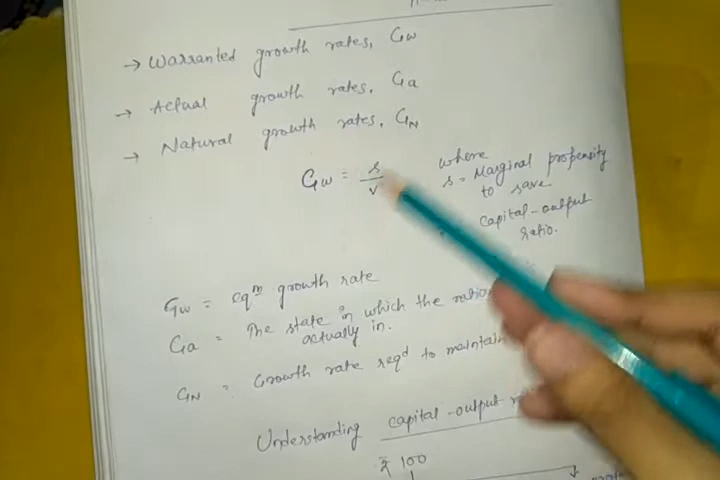 → Warranted growth rates, Gw
→ Actual growth rates, Ga
→ Natural growth rates, GN
Gw = s/v
where
s = Marginal propensity
to save
capital-output
ratio.
Gw = eqm growth rate
Ga = The state in which the
actually in.
GN = Growth rate reqd to maintain
Understanding capital-output
₹ 100